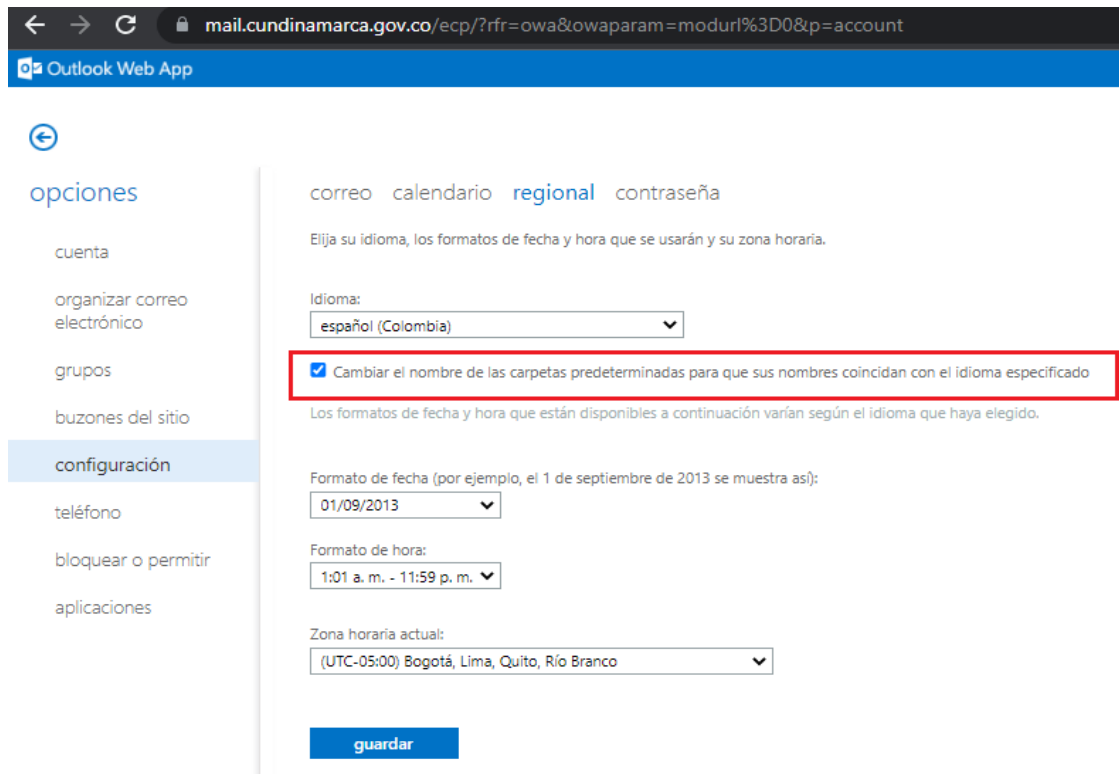 mail.cundinamarca.gov.co/ecp/?rfr=owa&owaparam=modurl%3D0&p=account
Outlook Web App
opciones
cuenta
organizar correo
electrónico
grupos
buzones del sitio
configuración
teléfono
bloquear o permitir
aplicaciones
correo calendario regional contraseña
Elija su idioma, los formatos de fecha y hora que se usarán y su zona horaria.
Idioma:
español (Colombia)
Cambiar el nombre de las carpetas predeterminadas para que sus nombres coincidan con el idioma especificado
Los formatos de fecha y hora que están disponibles a continuación varían según el idioma que haya elegido.
Formato de fecha (por ejemplo, el 1 de septiembre de 2013 se muestra así):
01/09/2013
Formato de hora:
1:01 a. m. - 11:59 p. m.
Zona horaria actual:
(UTC-05:00) Bogotá, Lima, Quito, Río Branco
guardar